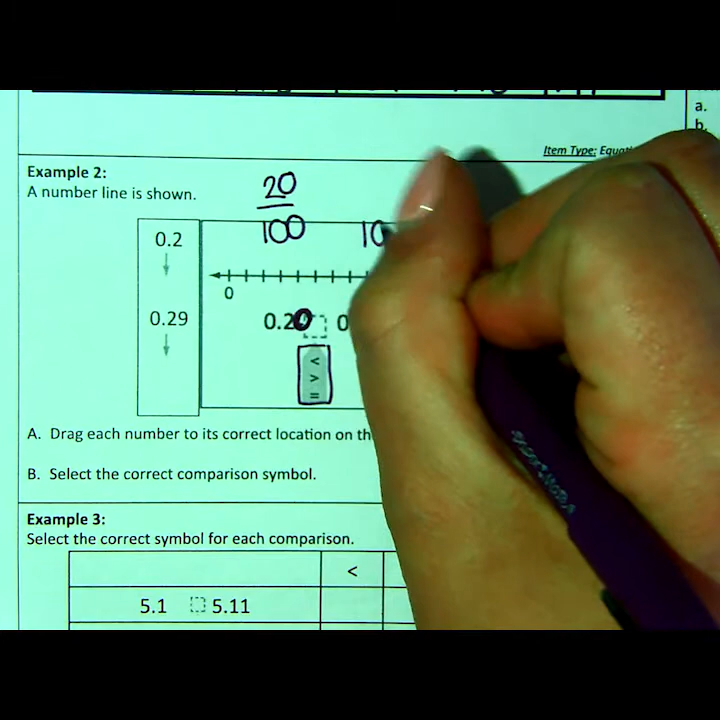 a.
b.
Item Type: Equati
Example 2:
A number line is shown.
20
100
10
0.2
0
0.29
0.20 0
<
>
=
A. Drag each number to its correct location on th
B. Select the correct comparison symbol.
Example 3:
Select the correct symbol for each comparison.
<
5.1 5.11